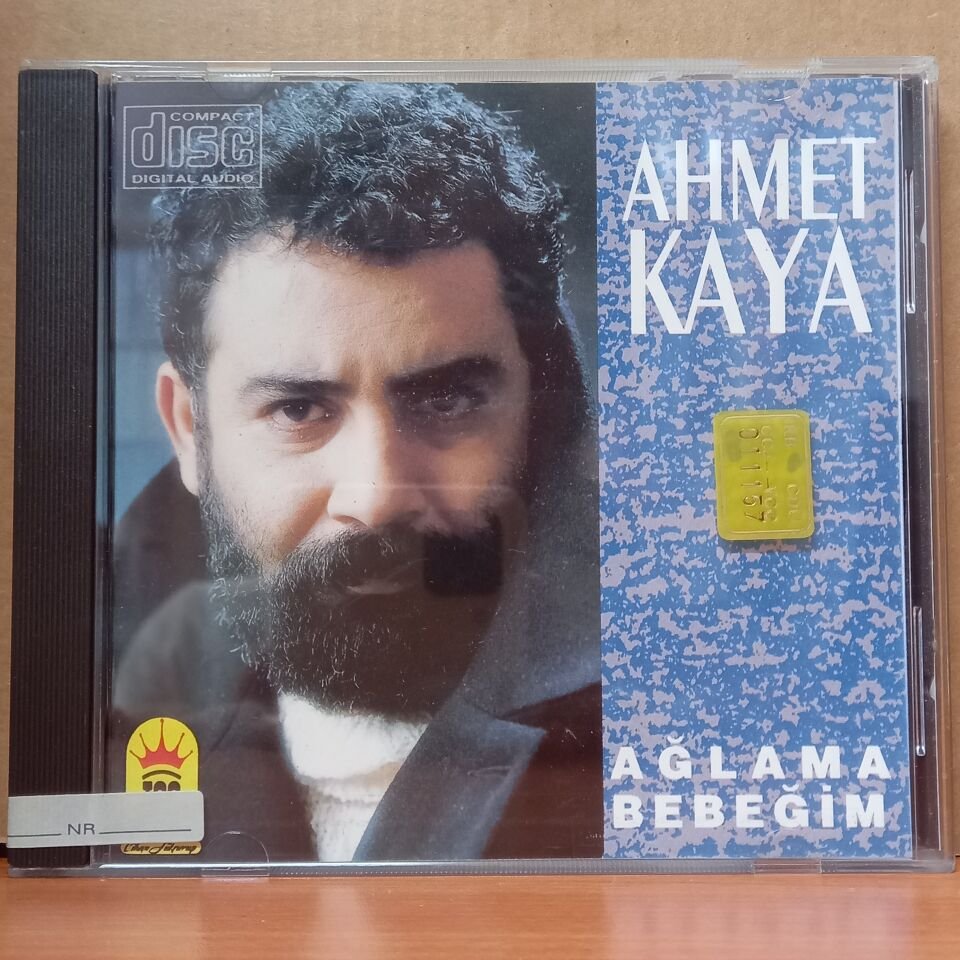 COMPACT
disc
DIGITAL AUDIO
AHMET
KAYA
AĞLAMA
BEBEĞİM
NR